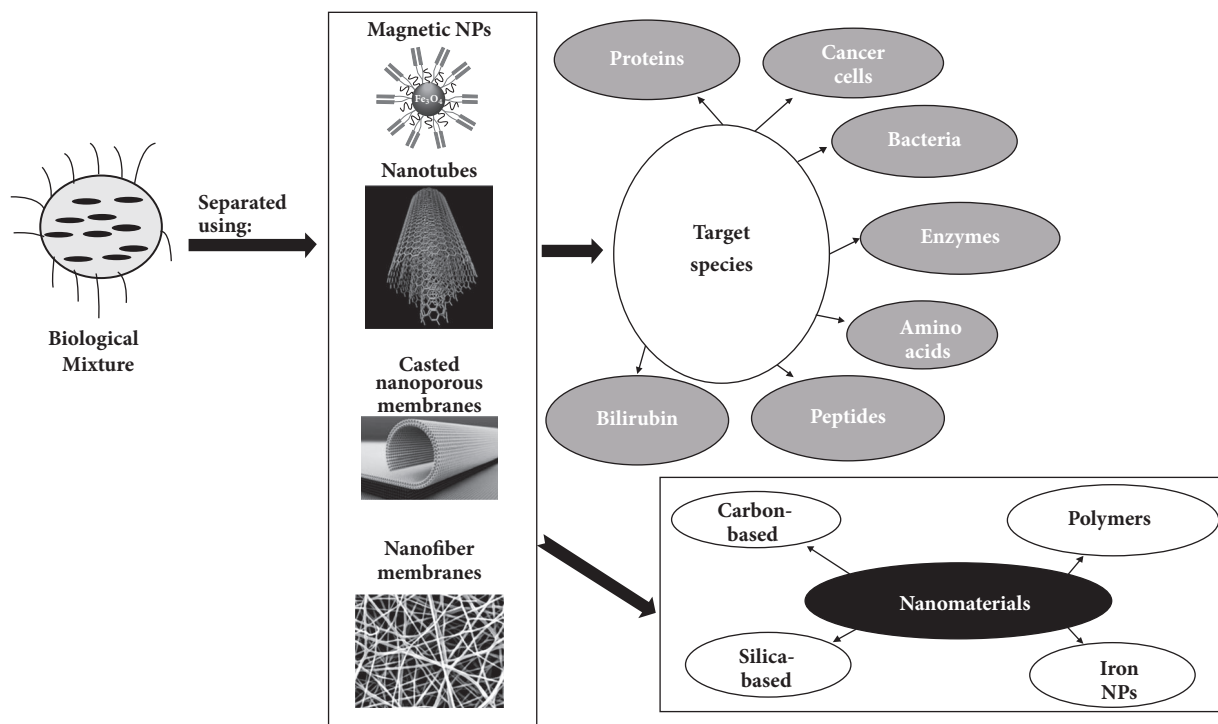 Biological
Mixture
Separated
using:
Magnetic NPs
Fe₃O₄
Nanotubes
Casted
nanoporous
membranes
Nanofiber
membranes
Target
species
Proteins
Cancer
cells
Bacteria
Enzymes
Amino
acids
Peptides
Bilirubin
Carbon-
based
Polymers
Nanomaterials
Silica-
based
Iron
NPs